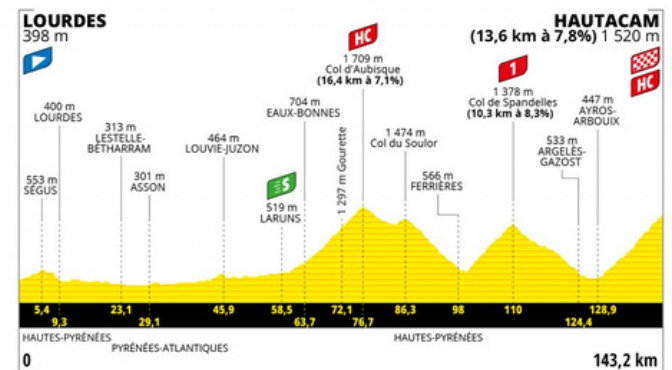 LOURDES
398 m
HAUTACAM
(13,6 km à 7,8%) 1 520 m
HC
1 709 m
Col d'Aubisque
(16,4 km à 7,1%)
1
1 378 m
Col de Spandelles
(10,3 km à 8,3%)
HC
400 m
LOURDES
313 m
LESTELLE-
BÉTHARRAM
301 m
ASSON
464 m
LOUVIE-JUZON
704 m
EAUX-BONNES
1 297 m Gourette
1 474 m
Col du Soulor
566 m
FERRIÈRES
447 m
AYROS-
ARBOUIX
533 m
ARGELÈS-
GAZOST
553 m
SÉGUS
S
519 m
LARUNS
5,4
9,3
23,1
29,1
45,9
58,5
63,7
72,1
76,7
86,3
98
110
124,4
128,9
HAUTES-PYRÉNÉES
PYRÉNÉES-ATLANTIQUES
HAUTES-PYRÉNÉES
0
143,2 km